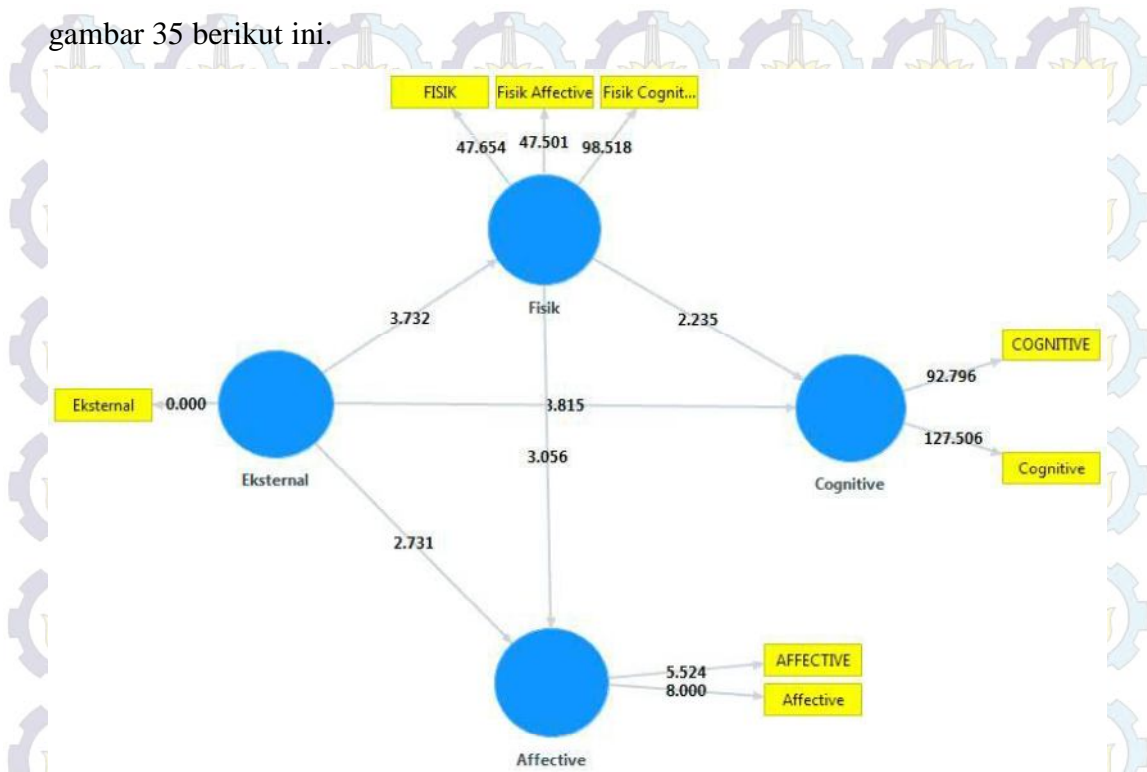 gambar 35 berikut ini.
FISIK
Fisik Affective
Fisik Cognit...
47.654
47.501
98.518
Fisik
3.732
2.235
COGNITIVE
92.796
Eksternal
0.000
3.815
127.506
3.056
Cognitive
Eksternal
Cognitive
2.731
AFFECTIVE
5.524
8.000
Affective
Affective